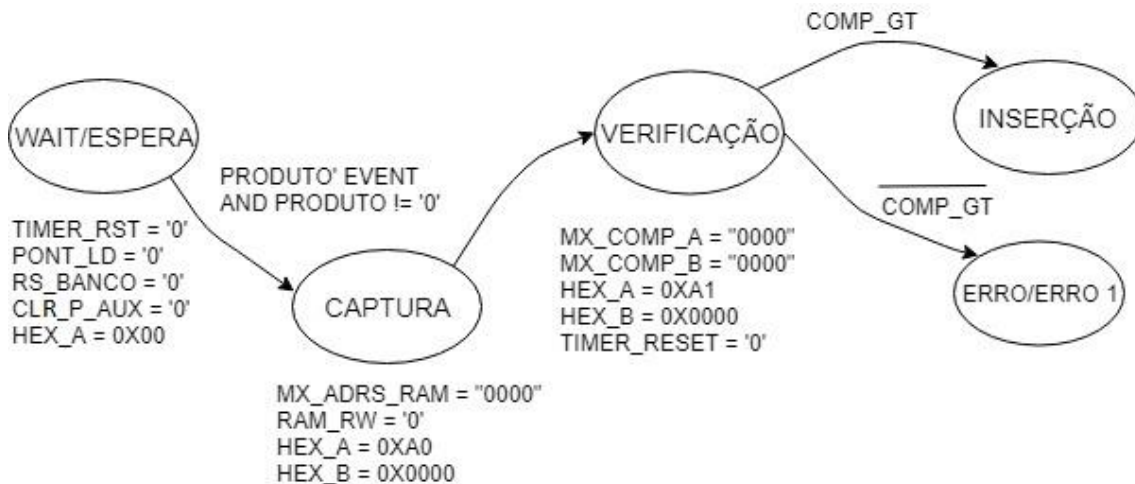 WAIT/ESPERA
TIMER_RST = '0'
PONT_LD = '0'
RS_BANCO = '0'
CLR_P_AUX = '0'
HEX_A = 0X00
PRODUTO' EVENT
AND PRODUTO != '0'
CAPTURA
MX_ADRS_RAM = "0000"
RAM_RW = '0'
HEX_A = 0XA0
HEX_B = 0X0000
VERIFICAÇÃO
MX_COMP_A = "0000"
MX_COMP_B = "0000"
HEX_A = 0XA1
HEX_B = 0X0000
TIMER_RESET = '0'
COMP_GT
INSERÇÃO
COMP_GT
ERRO/ERRO 1